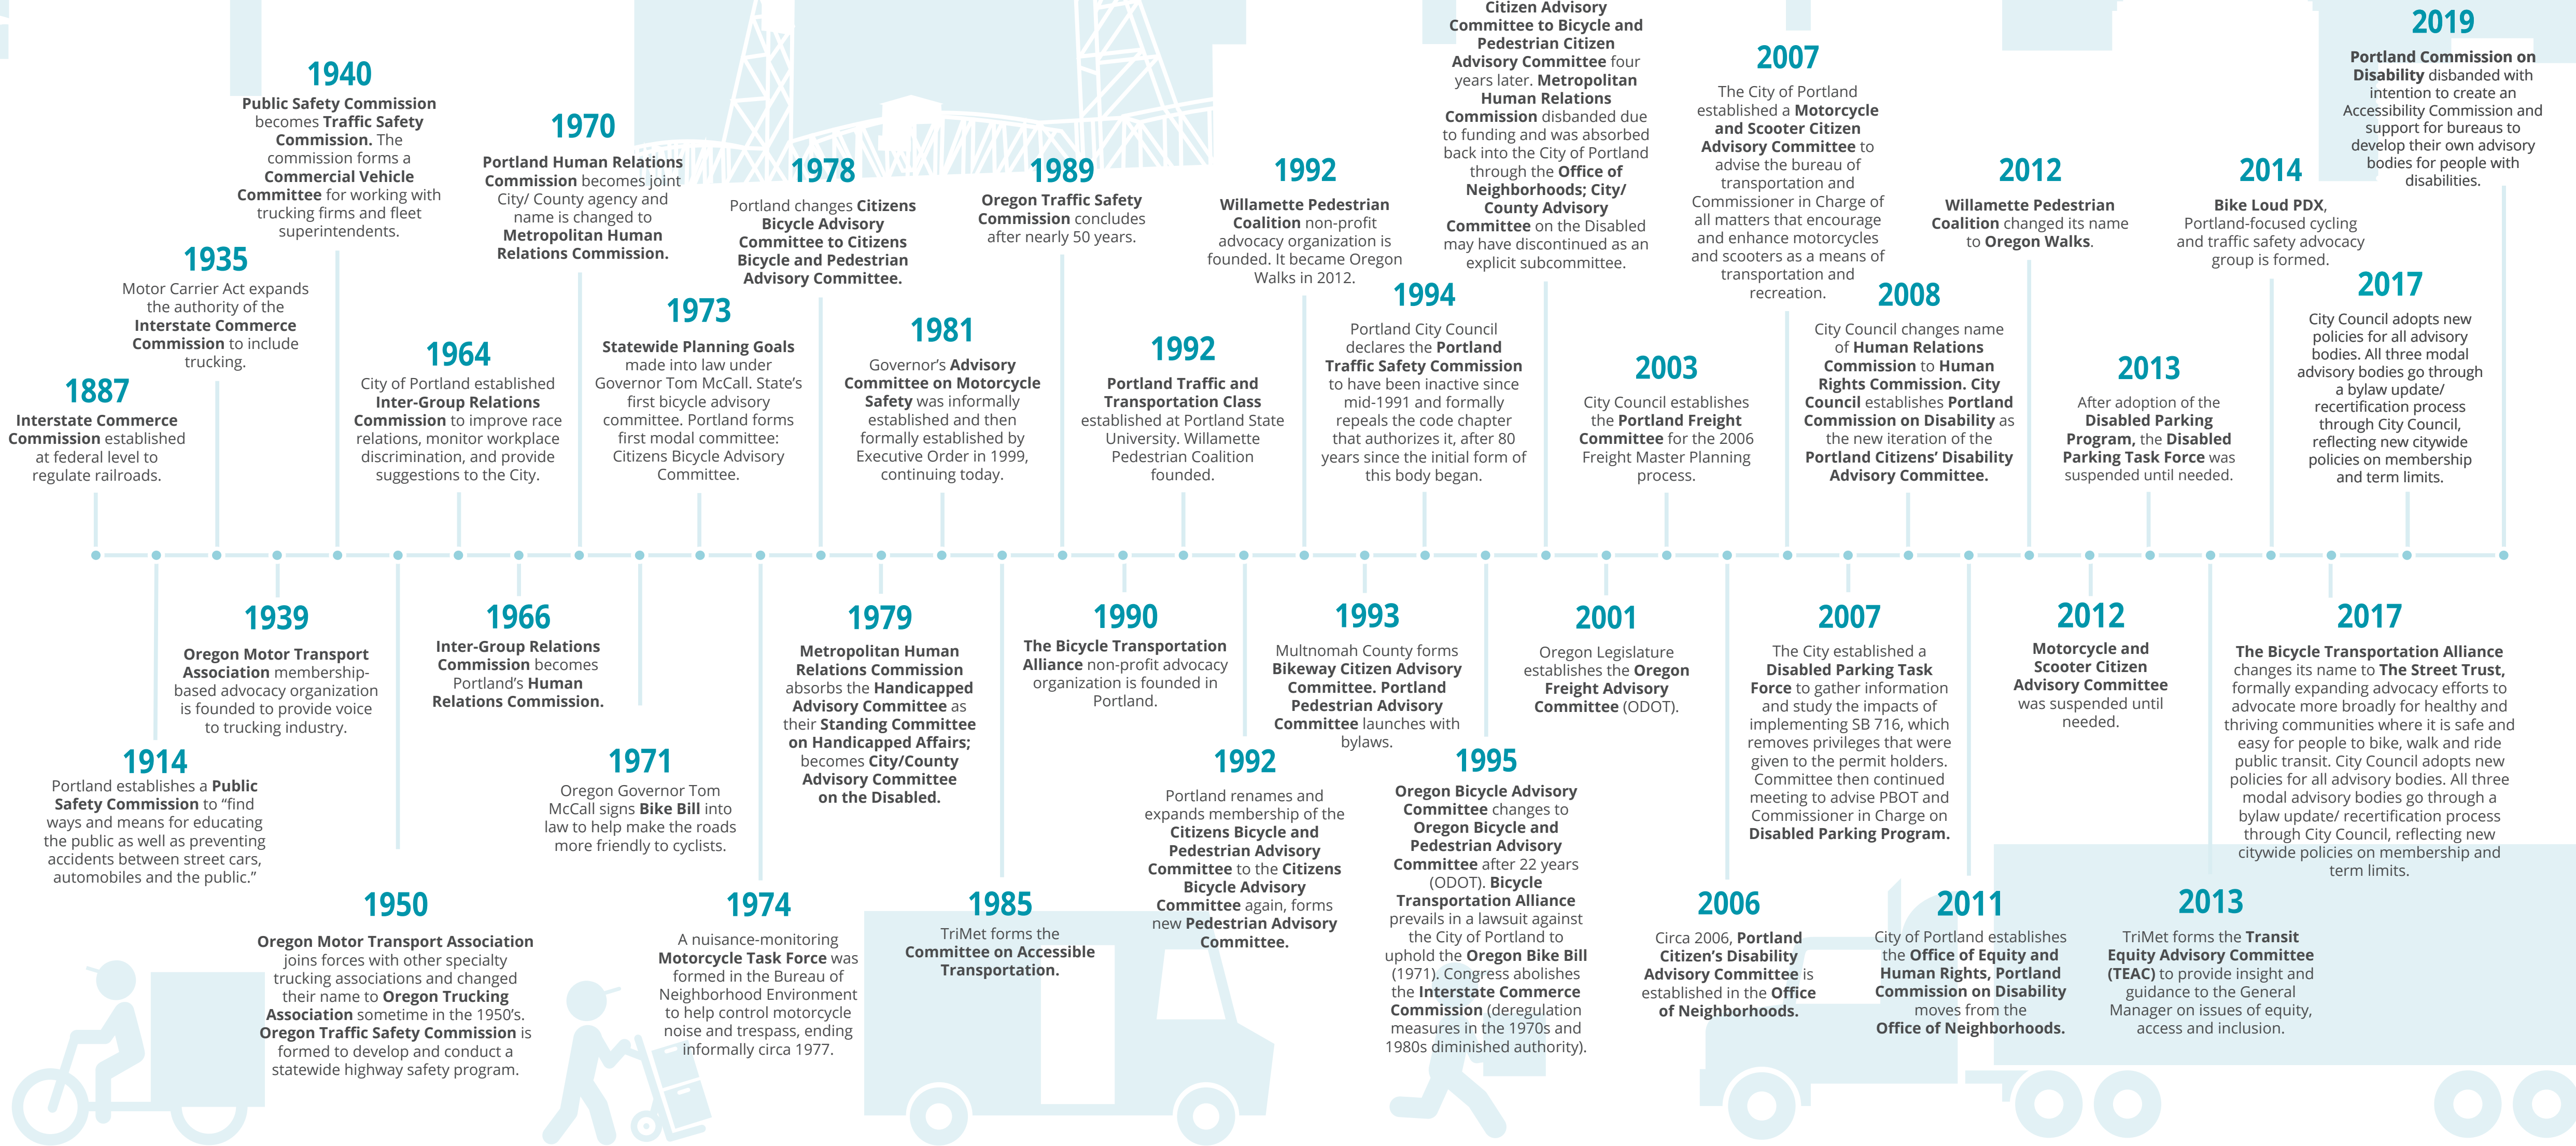 1887
Interstate Commerce
Commission established
at federal level to
regulate railroads.
1914
Portland establishes a Public
Safety Commission to “find
ways and means for educating
the public as well as preventing
accidents between street cars,
automobiles and the public.”
1935
Motor Carrier Act expands
the authority of the
Interstate Commerce
Commission to include
trucking.
1939
Oregon Motor Transport
Association membership-
based advocacy organization
is founded to provide voice
to trucking industry.
1940
Public Safety Commission
becomes Traffic Safety
Commission. The
commission forms a
Commercial Vehicle
Committee for working with
trucking firms and fleet
superintendents.
1950
Oregon Motor Transport Association
joins forces with other specialty
trucking associations and changed
their name to Oregon Trucking
Association sometime in the 1950’s.
Oregon Traffic Safety Commission is
formed to develop and conduct a
statewide highway safety program.
1964
City of Portland established
Inter-Group Relations
Commission to improve race
relations, monitor workplace
discrimination, and provide
suggestions to the City.
1966
Inter-Group Relations
Commission becomes
Portland’s Human
Relations Commission.
1970
Portland Human Relations
Commission becomes joint
City/ County agency and
name is changed to
Metropolitan Human
Relations Commission.
1971
Oregon Governor Tom
McCall signs Bike Bill into
law to help make the roads
more friendly to cyclists.
1973
Statewide Planning Goals
made into law under
Governor Tom McCall. State’s
first bicycle advisory
committee. Portland forms
first modal committee:
Citizens Bicycle Advisory
Committee.
1974
A nuisance-monitoring
Motorcycle Task Force was
formed in the Bureau of
Neighborhood Environment
to help control motorcycle
noise and trespass, ending
informally circa 1977.
1978
Portland changes Citizens
Bicycle Advisory
Committee to Citizens
Bicycle and Pedestrian
Advisory Committee.
1979
Metropolitan Human
Relations Commission
absorbs the Handicapped
Advisory Committee as
their Standing Committee
on Handicapped Affairs;
becomes City/County
Advisory Committee
on the Disabled.
1981
Governor’s Advisory
Committee on Motorcycle
Safety was informally
established and then
formally established by
Executive Order in 1999,
continuing today.
1985
TriMet forms the
Committee on Accessible
Transportation.
1989
Oregon Traffic Safety
Commission concludes
after nearly 50 years.
1990
The Bicycle Transportation
Alliance non-profit advocacy
organization is founded in
Portland.
1992
Portland Traffic and
Transportation Class
established at Portland State
University. Willamette
Pedestrian Coalition
founded.
1992
Portland renames and
expands membership of the
Citizens Bicycle and
Pedestrian Advisory
Committee to the Citizens
Bicycle Advisory
Committee again, forms
new Pedestrian Advisory
Committee.
1992
Willamette Pedestrian
Coalition non-profit
advocacy organization is
founded. It became Oregon
Walks in 2012.
1993
Multnomah County forms
Bikeway Citizen Advisory
Committee. Portland
Pedestrian Advisory
Committee launches with
bylaws.
1994
Portland City Council
declares the Portland
Traffic Safety Commission
to have been inactive since
mid-1991 and formally
repeals the code chapter
that authorizes it, after 80
years since the initial form of
this body began.
1995
Oregon Bicycle Advisory
Committee changes to
Oregon Bicycle and
Pedestrian Advisory
Committee after 22 years
(ODOT). Bicycle
Transportation Alliance
prevails in a lawsuit against
the City of Portland to
uphold the Oregon Bike Bill
(1971). Congress abolishes
the Interstate Commerce
Commission (deregulation
measures in the 1970s and
1980s diminished authority).
Citizen Advisory
Committee to Bicycle and
Pedestrian Citizen
Advisory Committee four
years later. Metropolitan
Human Relations
Commission disbanded due
to funding and was absorbed
back into the City of Portland
through the Office of
Neighborhoods; City/
County Advisory
Committee on the Disabled
may have discontinued as an
explicit subcommittee.
2001
Oregon Legislature
establishes the Oregon
Freight Advisory
Committee (ODOT).
2003
City Council establishes
the Portland Freight
Committee for the 2006
Freight Master Planning
process.
2006
Circa 2006, Portland
Citizen’s Disability
Advisory Committee is
established in the Office
of Neighborhoods.
2007
The City of Portland
established a Motorcycle
and Scooter Citizen
Advisory Committee to
advise the bureau of
transportation and
Commissioner in Charge of
all matters that encourage
and enhance motorcycles
and scooters as a means of
transportation and
recreation.
2007
The City established a
Disabled Parking Task
Force to gather information
and study the impacts of
implementing SB 716, which
removes privileges that were
given to the permit holders.
Committee then continued
meeting to advise PBOT and
Commissioner in Charge on
Disabled Parking Program.
2008
City Council changes name
of Human Relations
Commission to Human
Rights Commission. City
Council establishes Portland
Commission on Disability as
the new iteration of the
Portland Citizens’ Disability
Advisory Committee.
2011
City of Portland establishes
the Office of Equity and
Human Rights, Portland
Commission on Disability
moves from the
Office of Neighborhoods.
2012
Willamette Pedestrian
Coalition changed its name
to Oregon Walks.
2012
Motorcycle and
Scooter Citizen
Advisory Committee
was suspended until
needed.
2013
After adoption of the
Disabled Parking
Program, the Disabled
Parking Task Force was
suspended until needed.
2013
TriMet forms the Transit
Equity Advisory Committee
(TEAC) to provide insight and
guidance to the General
Manager on issues of equity,
access and inclusion.
2014
Bike Loud PDX,
Portland-focused cycling
and traffic safety advocacy
group is formed.
2017
The Bicycle Transportation Alliance
changes its name to The Street Trust,
formally expanding advocacy efforts to
advocate more broadly for healthy and
thriving communities where it is safe and
easy for people to bike, walk and ride
public transit. City Council adopts new
policies for all advisory bodies. All three
modal advisory bodies go through a
bylaw update/ recertification process
through City Council, reflecting new
citywide policies on membership and
term limits.
2017
City Council adopts new
policies for all advisory
bodies. All three modal
advisory bodies go through
a bylaw update/
recertification process
through City Council,
reflecting new citywide
policies on membership
and term limits.
2019
Portland Commission on
Disability disbanded with
intention to create an
Accessibility Commission and
support for bureaus to
develop their own advisory
bodies for people with
disabilities.